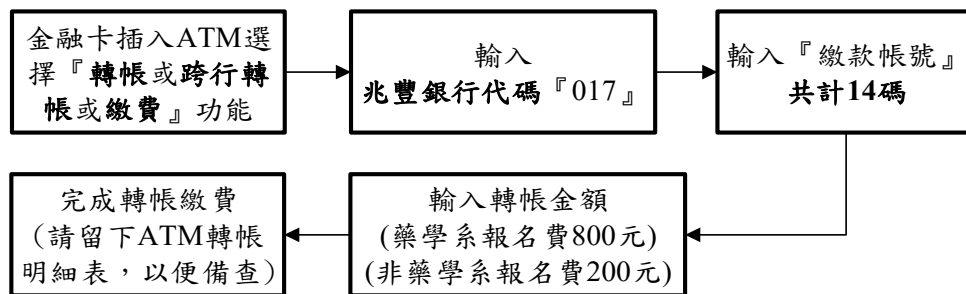 金融卡插入ATM選
擇『轉帳或跨行轉
帳或繳費』功能
輸入
兆豐銀行代碼『017』
輸入『繳款帳號』
共計14碼
輸入轉帳金額
(藥學系報名費800元)
(非藥學系報名費200元)
完成轉帳繳費
（請留下ATM轉帳
明細表，以便備查）